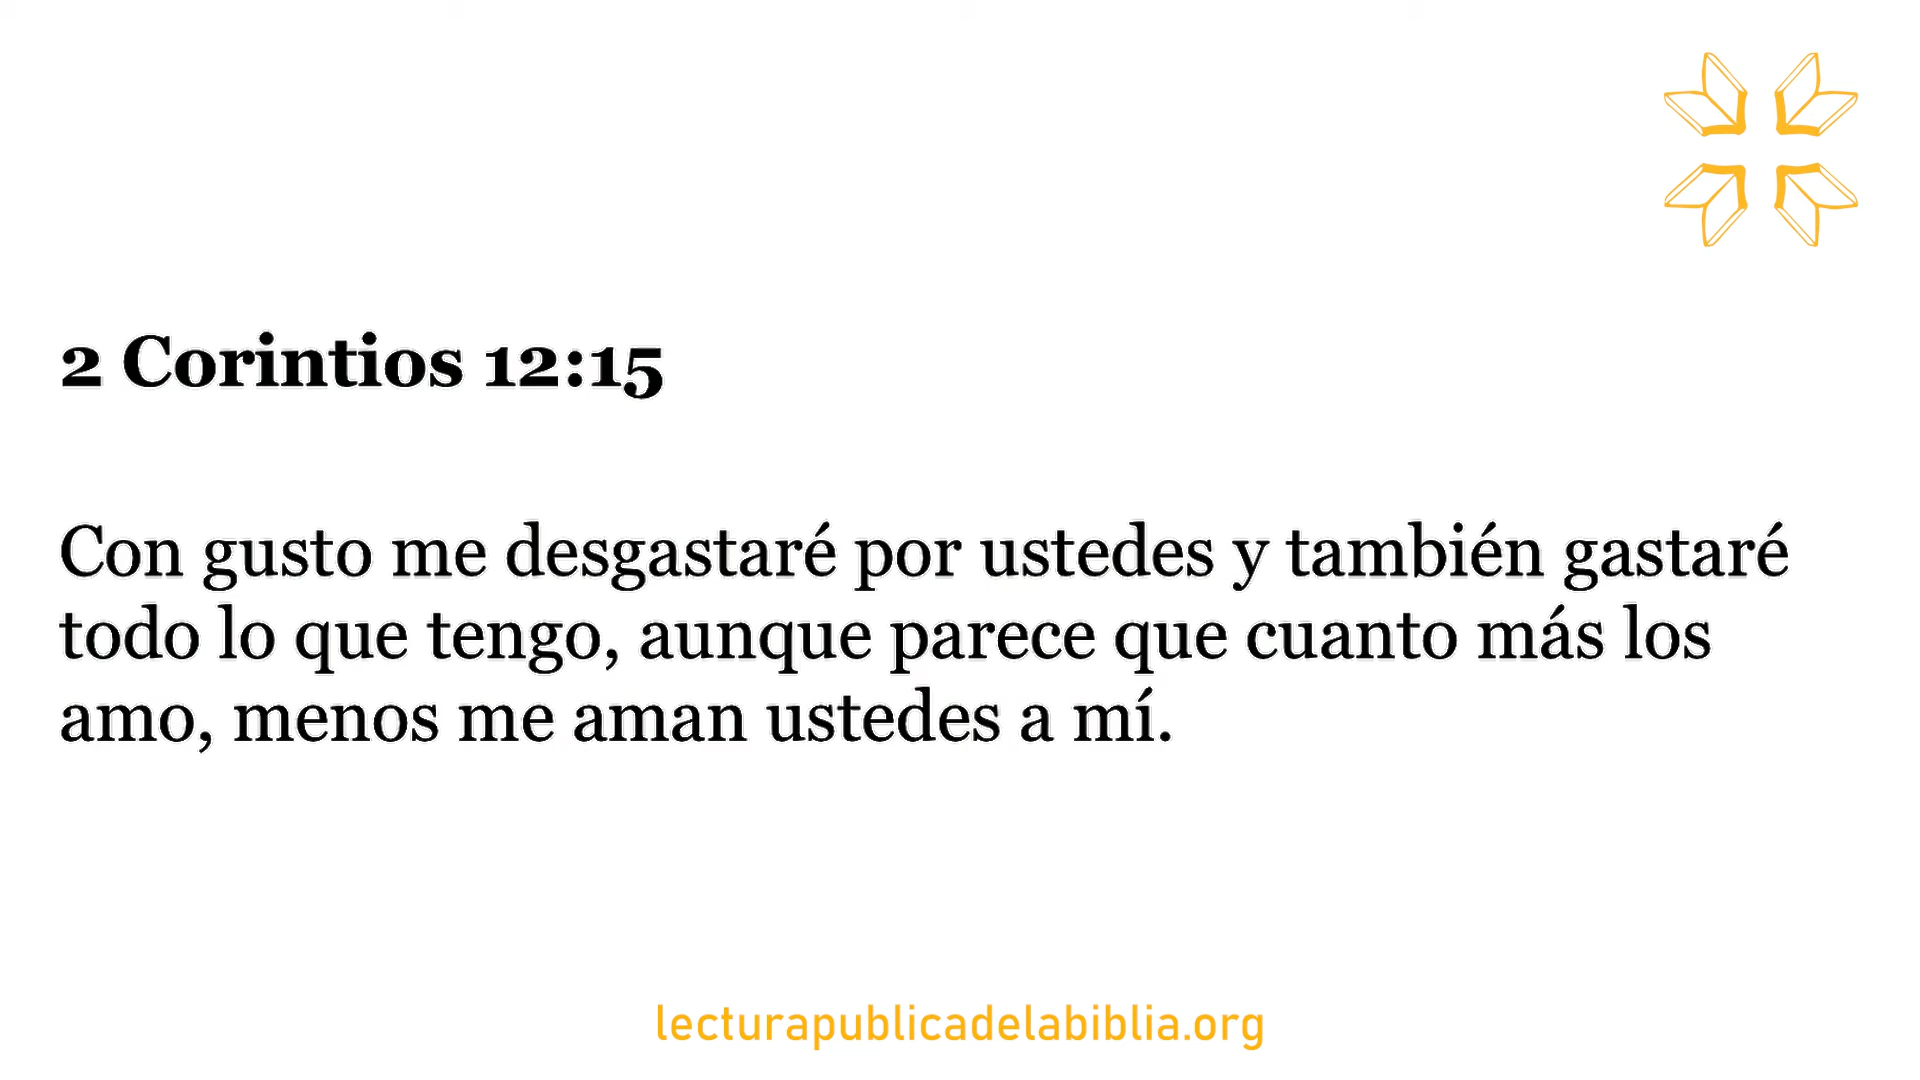 2 Corintios 12:15
Con gusto me desgastaré por ustedes y también gastaré
todo lo que tengo, aunque parece que cuanto más los
amo, menos me aman ustedes a mí.
lecturapublicadelabiblia.org